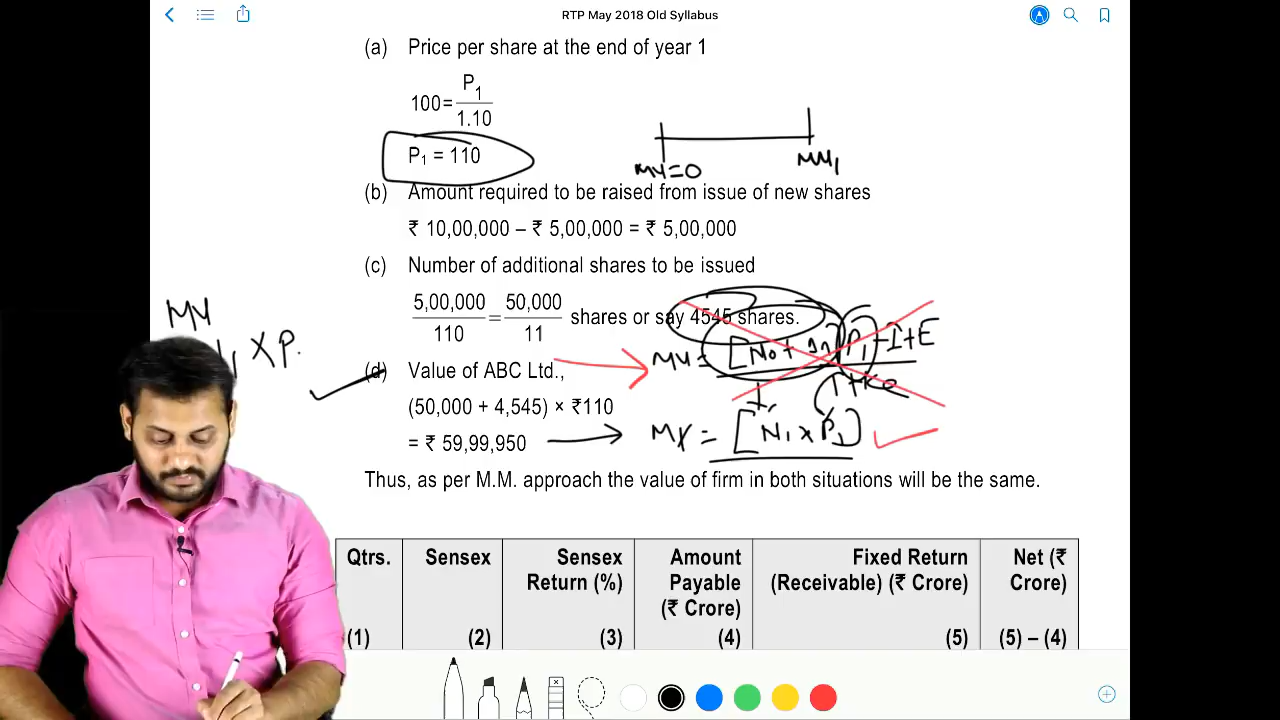 RTP May 2018 Old Syllabus
(a) Price per share at the end of year 1
100 = P1 / 1.10
P1 = 110
MV=0
MV1
(b) Amount required to be raised from issue of new shares
₹ 10,00,000 – ₹ 5,00,000 = ₹ 5,00,000
(c) Number of additional shares to be issued
5,00,000 / 110 = 50,000 / 11 shares or say 4545 shares.
MV
X P.
MV = [No + ] P1 - I + E
1+Ke
(d) Value of ABC Ltd.,
(50,000 + 4,545) × ₹110
MV = [N1 x P1]
= ₹ 59,99,950
Thus, as per M.M. approach the value of firm in both situations will be the same.
Qtrs. Sensex Sensex Return (%) Amount Payable (₹ Crore) Fixed Return (Receivable) (₹ Crore) Net (₹ Crore)
(1) (2) (3) (4) (5) (5) – (4)